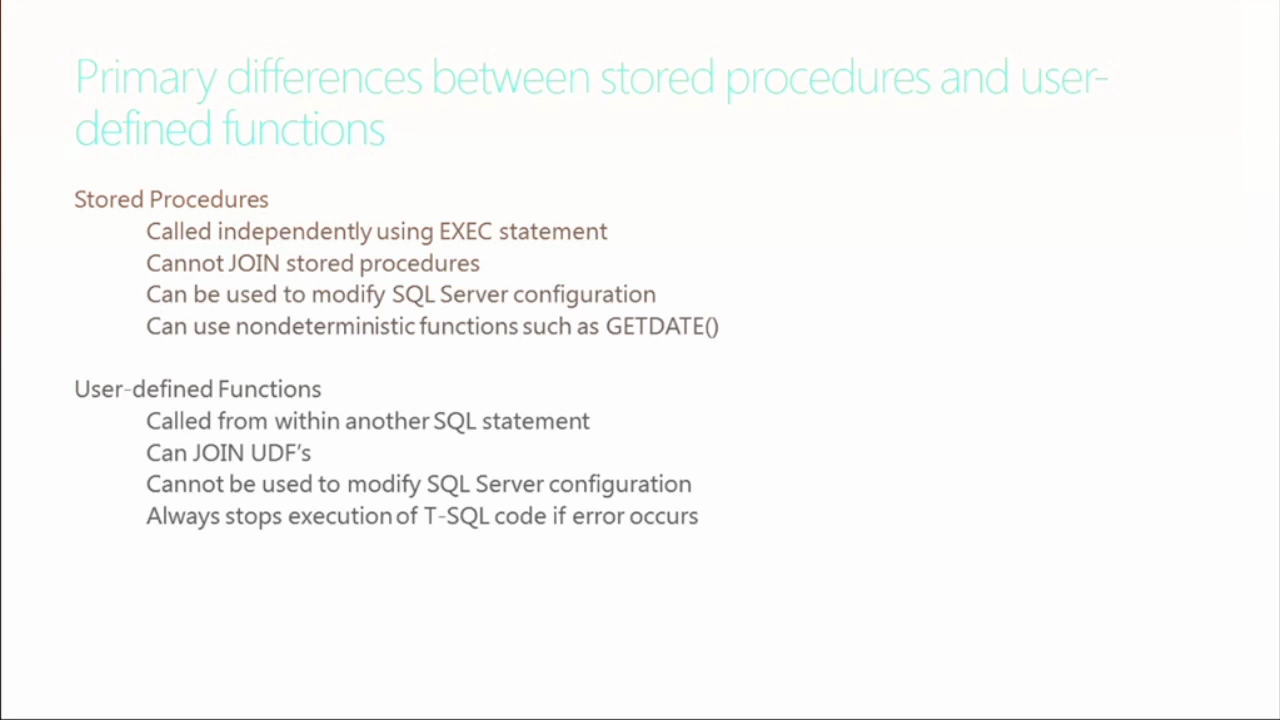 Primary differences between stored procedures and user-
defined functions
Stored Procedures
Called independently using EXEC statement
Cannot JOIN stored procedures
Can be used to modify SQL Server configuration
Can use nondeterministic functions such as GETDATE()
User-defined Functions
Called from within another SQL statement
Can JOIN UDF's
Cannot be used to modify SQL Server configuration
Always stops execution of T-SQL code if error occurs